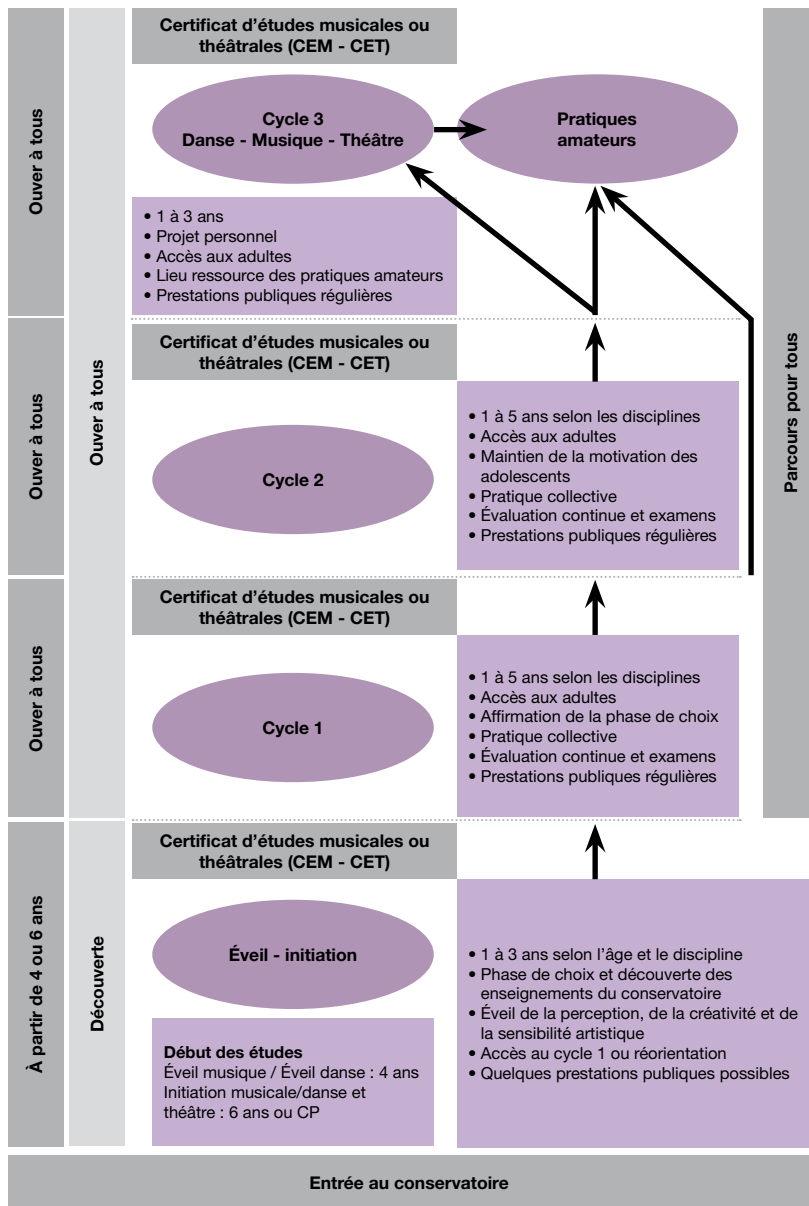 Certificat d'études musicales ou
théâtrales (CEM - CET)
Cycle 3
Danse - Musique - Théâtre
Pratiques
amateurs
Ouver à tous
• 1 à 3 ans
• Projet personnel
• Accès aux adultes
• Lieu ressource des pratiques amateurs
• Prestations publiques régulières
Ouver à tous
Parcours pour tous
Certificat d'études musicales ou
théâtrales (CEM - CET)
Ouver à tous
Cycle 2
• 1 à 5 ans selon les disciplines
• Accès aux adultes
• Maintien de la motivation des
adolescents
• Pratique collective
• Évaluation continue et examens
• Prestations publiques régulières
Certificat d'études musicales ou
théâtrales (CEM - CET)
Ouver à tous
Cycle 1
• 1 à 5 ans selon les disciplines
• Accès aux adultes
• Affirmation de la phase de choix
• Pratique collective
• Évaluation continue et examens
• Prestations publiques régulières
Certificat d'études musicales ou
théâtrales (CEM - CET)
À partir de 4 ou 6 ans
Découverte
Éveil - initiation
Début des études
Éveil musique / Éveil danse : 4 ans
Initiation musicale/danse et
théâtre : 6 ans ou CP
• 1 à 3 ans selon l'âge et le discipline
• Phase de choix et découverte des
enseignements du conservatoire
• Éveil de la perception, de la créativité et de
la sensibilité artistique
• Accès au cycle 1 ou réorientation
• Quelques prestations publiques possibles
Entrée au conservatoire